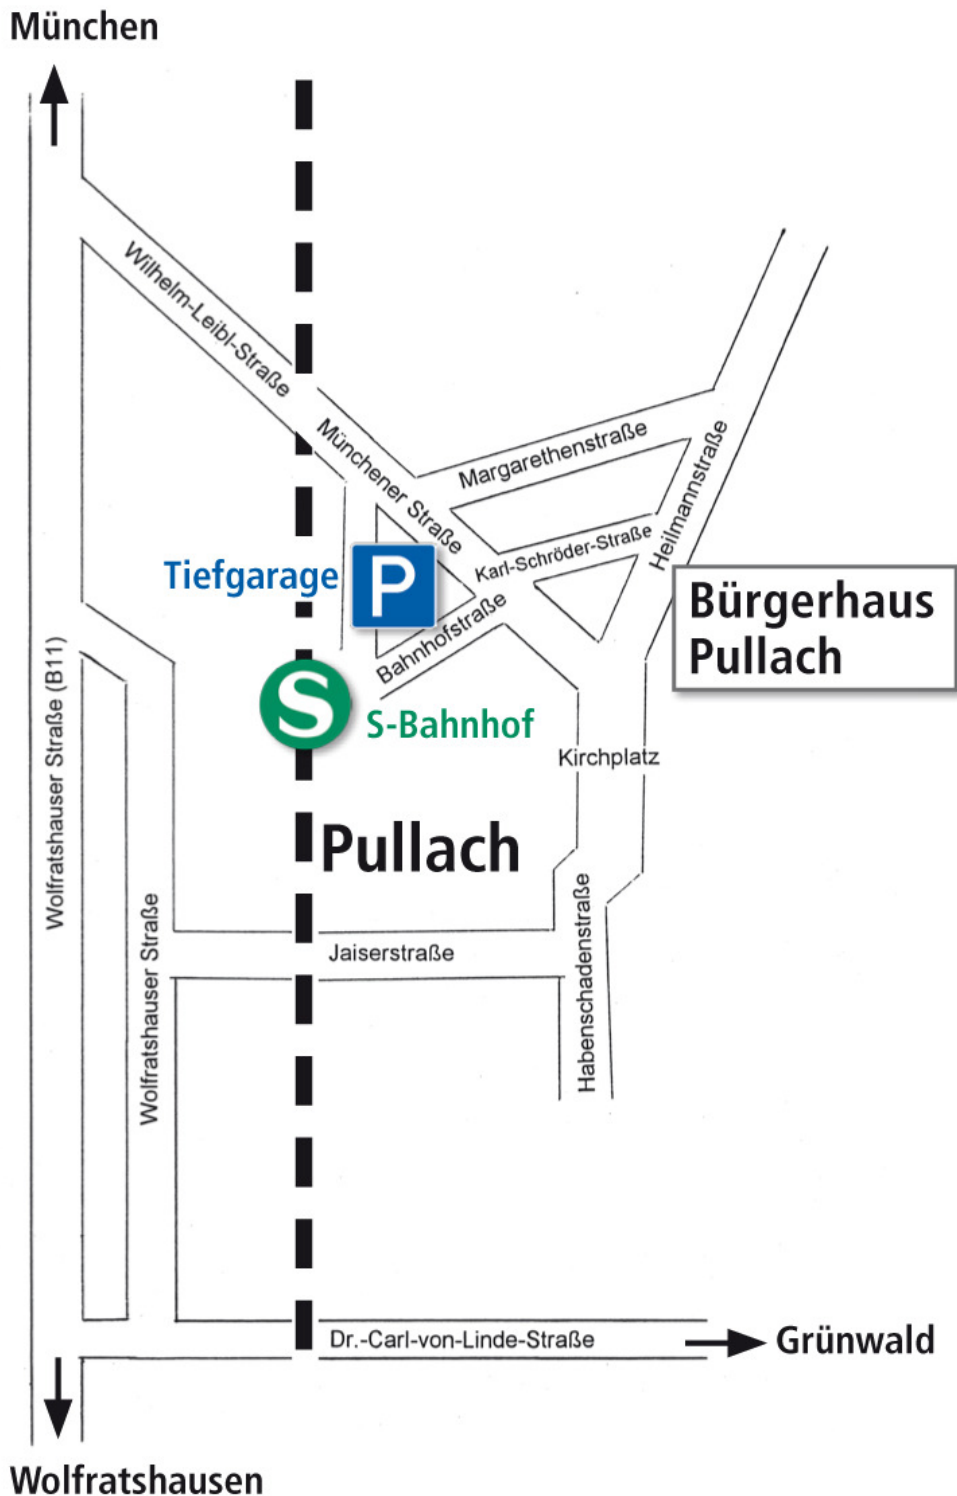 München
Wilhelm-Leibl-Straße
Münchener Straße
Margarethenstraße
Heilmannstraße
Karl-Schröder-Straße
Tiefgarage
P
Bahnhofstraße
Bürgerhaus
Pullach
S
S-Bahnhof
Kirchplatz
Wolfratshauser Straße (B11)
Pullach
Wolfratshauser Straße
Jaiserstraße
Habenschadenstraße
Dr.-Carl-von-Linde-Straße
Grünwald
Wolfratshausen